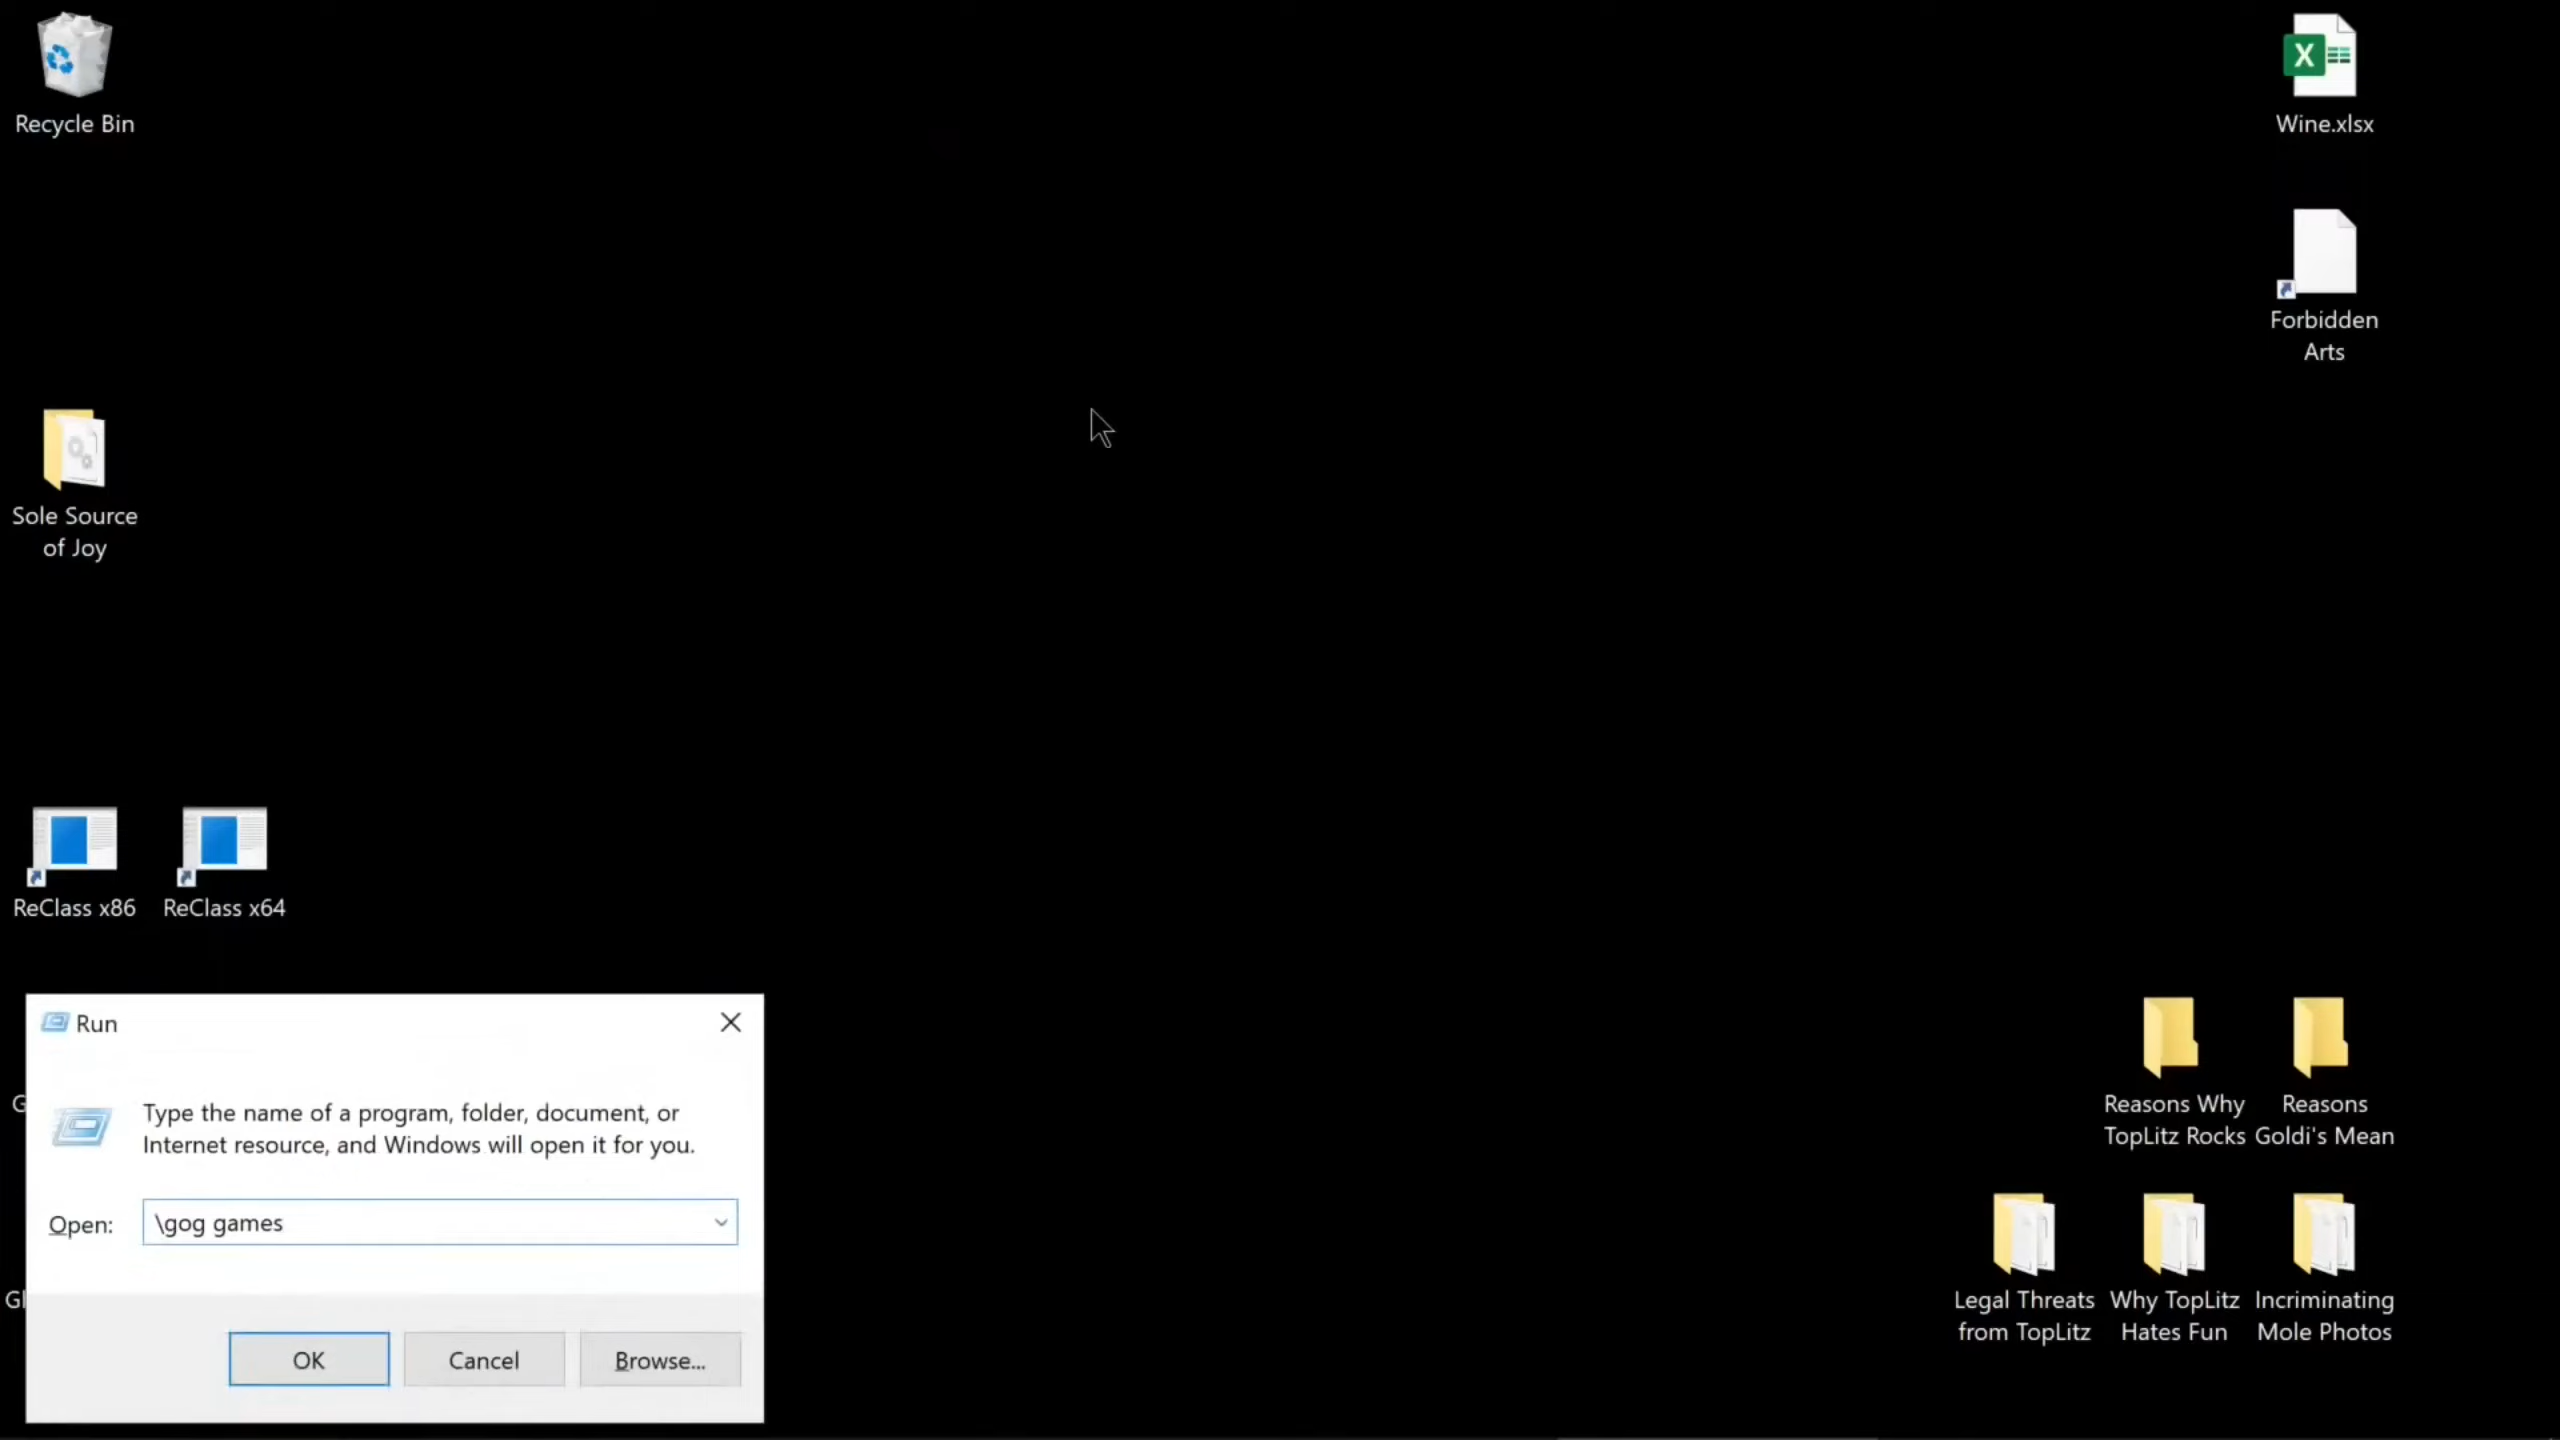 Recycle Bin
Wine.xlsx
Forbidden
Arts
Sole Source
of Joy
ReClass x86
ReClass x64
Run
Type the name of a program, folder, document, or
Internet resource, and Windows will open it for you.
Open:
\gog games
OK
Cancel
Browse...
Reasons Why
TopLitz Rocks
Reasons
Goldi's Mean
Legal Threats
from TopLitz
Why TopLitz
Hates Fun
Incriminating
Mole Photos